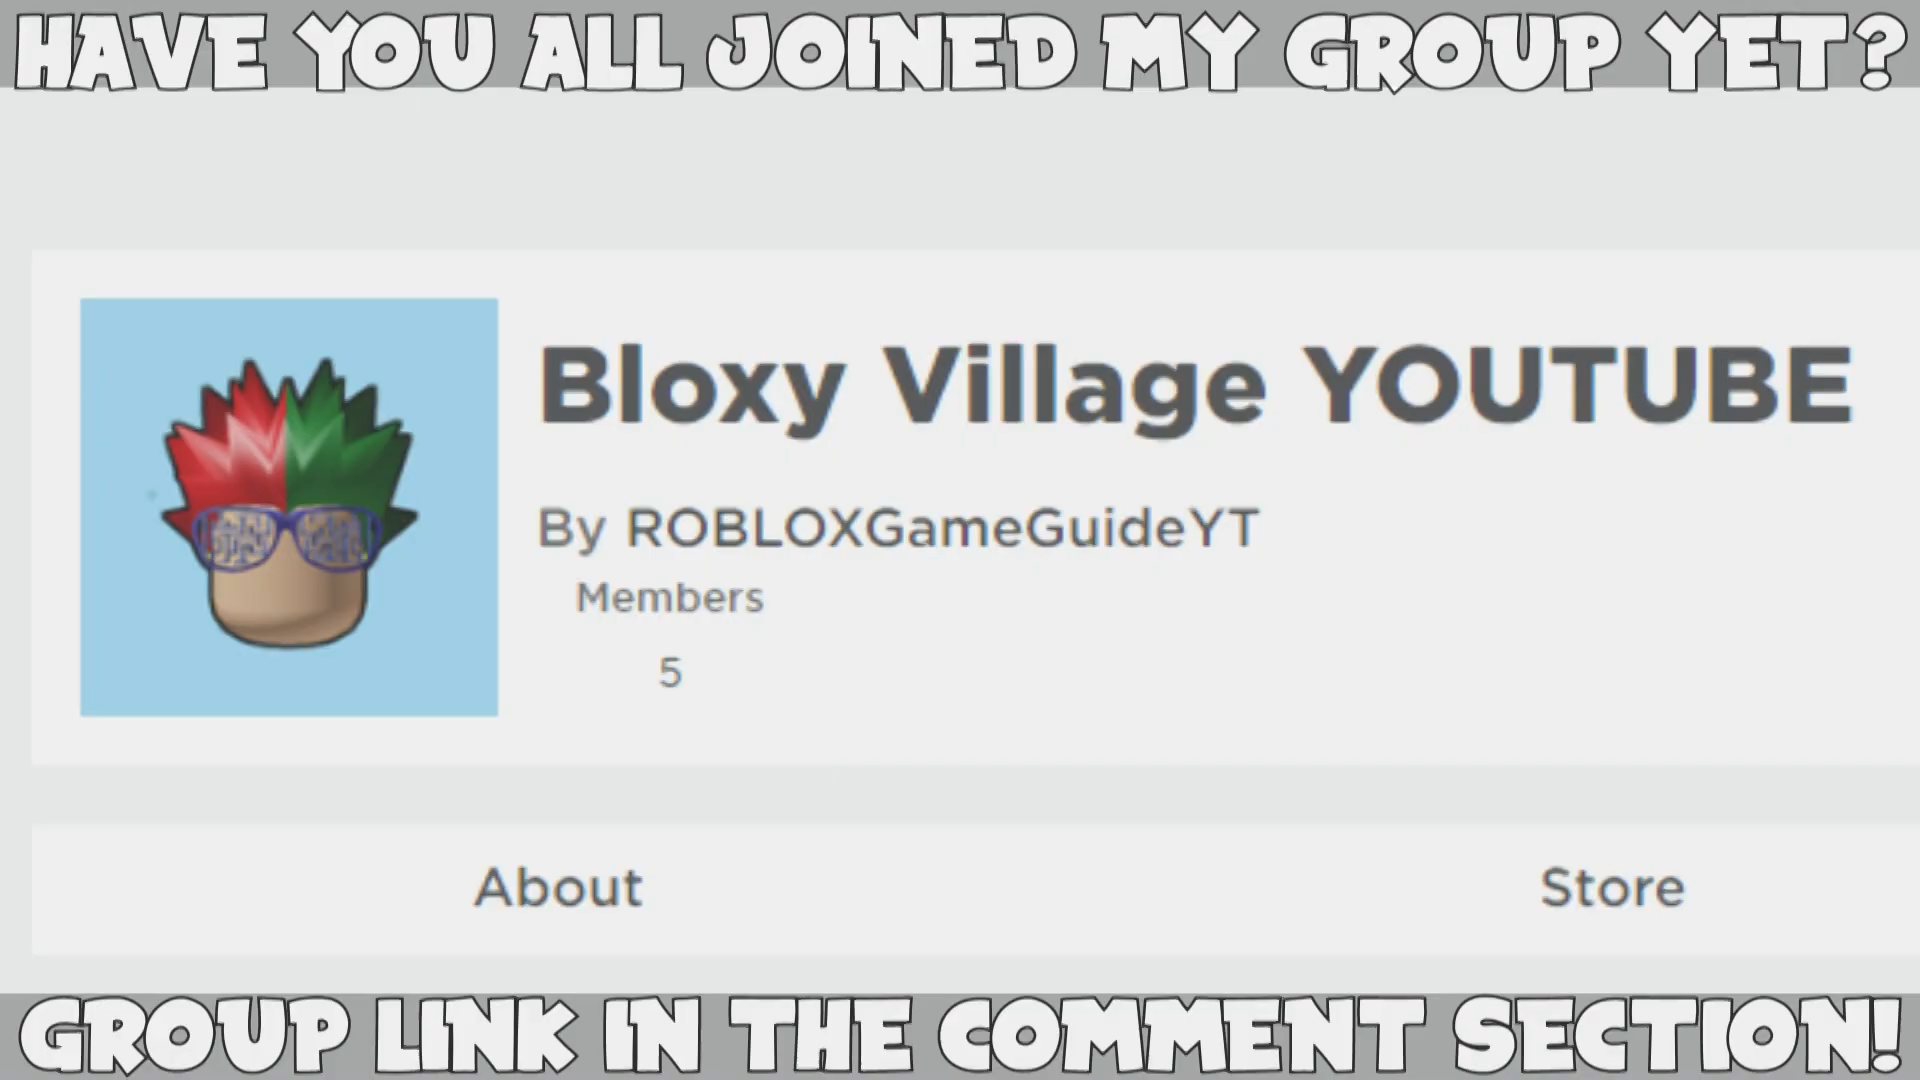 HAVE YOU ALL JOINED MY GROUP YET?
Bloxy Village YOUTUBE
By ROBLOXGameGuideYT
Members
5
About Store
GROUP LINK IN THE COMMENT SECTION!